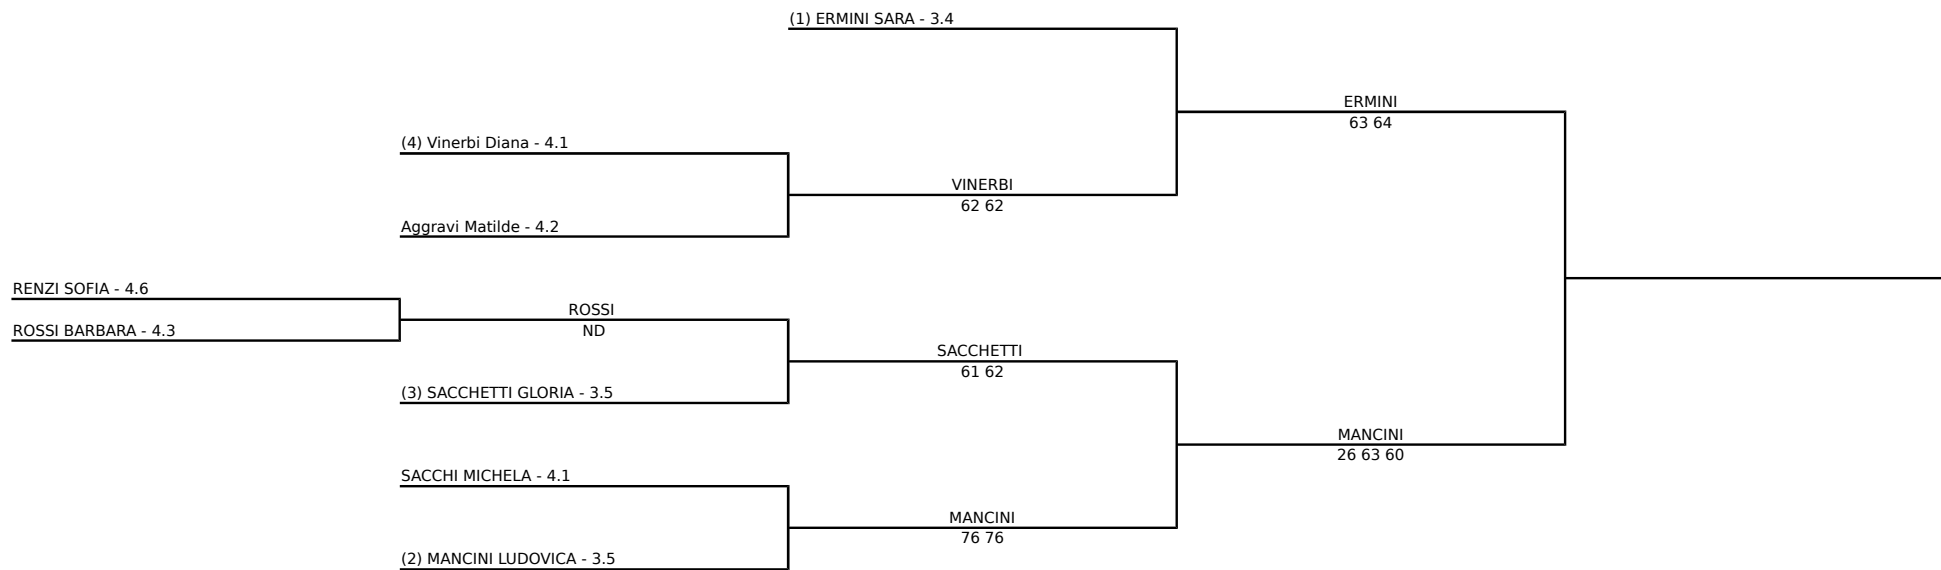 (1) ERMINI SARA - 3.4
ERMINI
63 64
(4) Vinerbi Diana - 4.1
VINERBI
62 62
Aggravi Matilde - 4.2
RENZI SOFIA - 4.6
ROSSI
ROSSI BARBARA - 4.3
ND
SACCHETTI
61 62
(3) SACCHETTI GLORIA - 3.5
MANCINI
26 63 60
SACCHI MICHELA - 4.1
MANCINI
76 76
(2) MANCINI LUDOVICA - 3.5